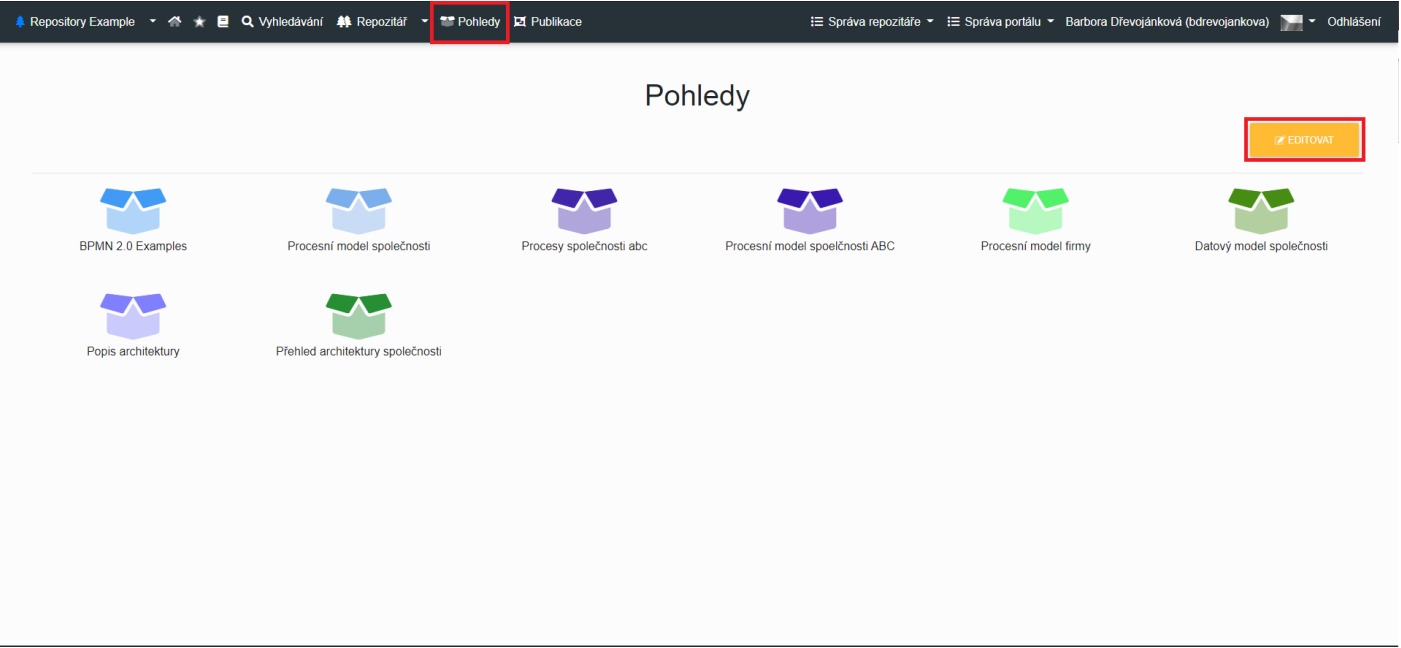 Repository Example Vyhledávání Repozitář Pohledy Publikace Správa repozitáře Správa portálu Barbora Dřevojánková (bdrevojankova) Odhlášení
Pohledy
EDITOVAT
BPMN 2.0 Examples Procesní model společnosti Procesy společnosti abc Procesní model spoelčnosti ABC Procesní model firmy Datový model společnosti
Popis architektury Přehled architektury společnosti